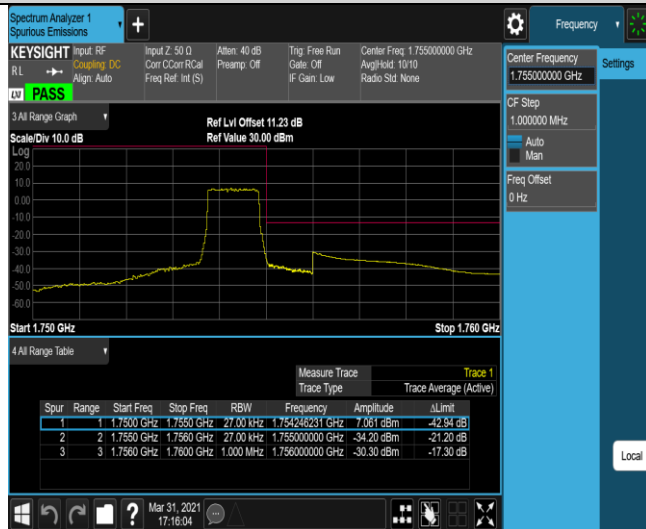 Spectrum Analyzer 1
Spurious Emissions
Frequency
KEYSIGHT
RL
Input: RF
Coupling: DC
Align: Auto
Input Z: 50 Ω
Corr CCorr RCal
Freq Ref: Int (S)
Atten: 40 dB
Preamp: Off
Trig: Free Run
Gate: Off
IF Gain: Low
Center Freq: 1.755000000 GHz
Avg|Hold: 10/10
Radio Std: None
LXI PASS
3 All Range Graph
Ref Lvl Offset 11.23 dB
Scale/Div 10.0 dB
Ref Value 30.00 dBm
Log
20.0
10.0
0.00
-10.0
-20.0
-30.0
-40.0
-50.0
-60.0
Start 1.750 GHz
Stop 1.760 GHz
4 All Range Table
Measure Trace Trace 1
Trace Type Trace Average (Active)
Spur Range Start Freq Stop Freq RBW Frequency Amplitude ΔLimit
1 1 1.7500 GHz 1.7550 GHz 27.00 kHz 1.754246231 GHz 7.061 dBm -42.94 dB
2 2 1.7550 GHz 1.7560 GHz 27.00 kHz 1.755000000 GHz -34.20 dBm -21.20 dB
3 3 1.7560 GHz 1.7600 GHz 1.000 MHz 1.756000000 GHz -30.30 dBm -17.30 dB
Mar 31, 2021
17:16:04
Center Frequency
1.755000000 GHz
CF Step
1.000000 MHz
Auto
Man
Freq Offset
0 Hz
Settings
Local